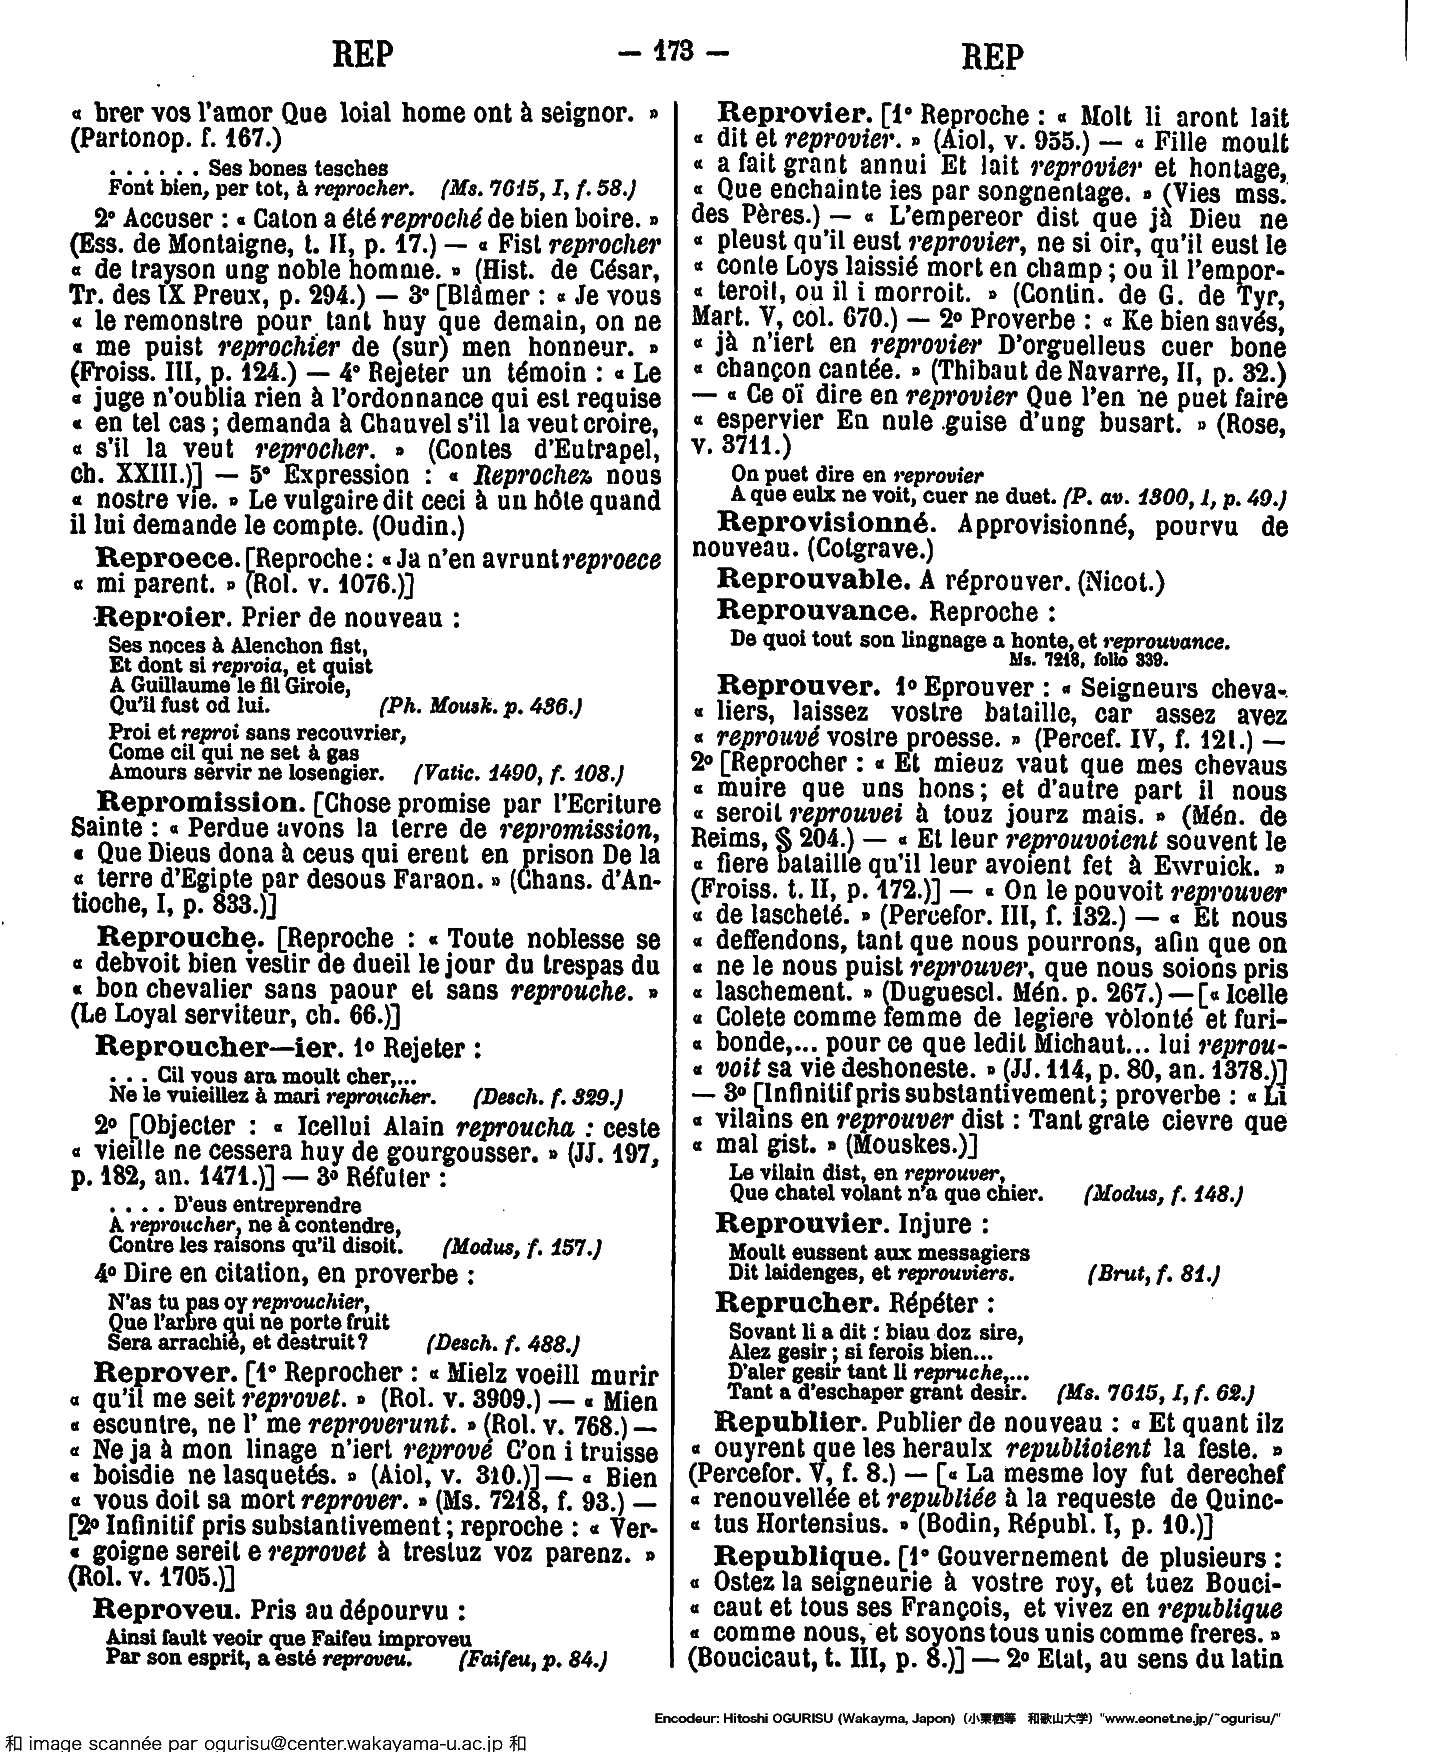 REP
— 173 —
REP
« brer vos l'amor Que loial home ont à seignor. »
(Partonop. f. 167.)
. . . . . . Ses bones tesches
Font bien, per tot, à reprocher. (Ms. 7615, I, f. 58.)
2° Accuser : « Caton a été reproché de bien boire. »
(Ess. de Montaigne, t. II, p. 17.) — « Fist reprocher
« de trayson ung noble homme. » (Hist. de César,
Tr. des IX Preux, p. 294.) — 3° [Blâmer : « Je vous
« le remonstre pour tant huy que demain, on ne
« me puist reprochier de (sur) men honneur. »
(Froiss. III, p. 124.) — 4° Rejeter un témoin : « Le
« juge n'oublia rien à l'ordonnance qui est requise
« en tel cas ; demanda à Chauvel s'il la veut croire,
« s'il la veut reprocher. » (Contes d'Eutrapel,
ch. XXIII.)] — 5° Expression : « Reprochez nous
« nostre vie. » Le vulgaire dit ceci à un hôte quand
il lui demande le compte. (Oudin.)
Reproece. [Reproche : « Ja n'en avrunt reproece
« mi parent. » (Rol. v. 1076.)]
Reproier. Prier de nouveau :
Ses noces à Alenchon fist,
Et dont si reproia, et quist
A Guillaume le fil Giroie,
Qu'il fust od lui. (Ph. Mousk. p. 436.)
Proi et reproi sans recouvrier,
Come cil qui ne set à gas
Amours servir ne losengier. (Vatic. 1490, f. 108.)
Repromission. [Chose promise par l'Ecriture
Sainte : « Perdue avons la terre de repromission,
« Que Dieus dona à ceus qui erent en prison De la
« terre d'Egipte par desous Faraon. » (Chans. d'An-
tioche, I, p. 833.)]
Reprouche. [Reproche : « Toute noblesse se
« debvoit bien vestir de dueil le jour du trespas du
« bon chevalier sans paour et sans reprouche. »
(Le Loyal serviteur, ch. 66.)]
Reproucher—ier. 1° Rejeter :
. . . Cil vous ara moult cher,...
Ne le vuieillez à mari reproucher. (Desch. f. 329.)
2° [Objecter : « Icellui Alain reproucha : ceste
« vieille ne cessera huy de gourgousser. » (JJ. 197,
p. 182, an. 1471.)] — 3° Réfuter :
. . . . D'eus entreprendre
A reproucher, ne à contendre,
Contre les raisons qu'il disoit. (Modus, f. 157.)
4° Dire en citation, en proverbe :
N'as tu pas oy reprouchier,
Que l'arbre qui ne porte fruit
Sera arrachié, et destruit ? (Desch. f. 488.)
Reprover. [1° Reprocher : « Mielz voeill murir
« qu'il me seit reprovet. » (Rol. v. 3909.) — « Mien
« escuntre, ne l' me reproverunt. » (Rol. v. 768.) —
« Ne ja à mon linage n'iert reprové C'on i truisse
« boisdie ne lasquetés. » (Aiol, v. 310.)] — « Bien
« vous doit sa mort reprover. » (Ms. 7218, f. 93.) —
[2° Infinitif pris substantivement ; reproche : « Ver-
« goigne sereit e reprovet à trestuz voz parenz. »
(Rol. v. 1705.)]
Reproveu. Pris au dépourvu :
Ainsi fault veoir que Faifeu improveu
Par son esprit, a esté reproveu. (Faifeu, p. 84.)
Reprovier. [1° Reproche : « Molt li aront lait
« dit et reprovier. » (Aiol, v. 955.) — « Fille moult
« a fait grant annui Et lait reprovier et hontage,
« Que enchainte ies par songnentage. » (Vies mss.
des Pères.) — « L'empereor dist que jà Dieu ne
« pleust qu'il eust reprovier, ne si oir, qu'il eust le
« conte Loys laissié mort en champ ; ou il l'empor-
« teroit, ou il i morroit. » (Contin. de G. de Tyr,
Mart. V, col. 670.) — 2° Proverbe : « Ke bien savés,
« jà n'iert en reprovier D'orguelleus cuer bone
« chançon cantée. » (Thibaut de Navarre, II, p. 32.)
— « Ce oï dire en reprovier Que l'en ne puet faire
« espervier En nule guise d'ung busart. » (Rose,
v. 3711.)
On puet dire en reprovier
A que eulx ne voit, cuer ne duet. (P. av. 1300, I, p. 49.)
Reprovisionné. Approvisionné, pourvu de
nouveau. (Cotgrave.)
Reprouvable. A réprouver. (Nicot.)
Reprouvance. Reproche :
De quoi tout son lingnage a honte, et reprouvance.
Ms. 7218, folio 339.
Reprouver. 1° Eprouver : « Seigneurs cheva-
« liers, laissez vostre bataille, car assez avez
« reprouvé vostre proesse. » (Percef. IV, f. 121.) —
2° [Reprocher : « Et mieuz vaut que mes chevaus
« muire que uns hons ; et d'autre part il nous
« seroit reprouvei à touz jourz mais. » (Mén. de
Reims, § 204.) — « Et leur reprouvoient souvent le
« fiere bataille qu'il leur avoient fet à Ewruick. »
(Froiss. t. II, p. 172.)] — « On le pouvoit reprouver
« de lascheté. » (Percefor. III, f. 132.) — « Et nous
« deffendons, tant que nous pourrons, afin que on
« ne le nous puist reprouver, que nous soions pris
« laschement. » (Duguescl. Mén. p. 267.) — [« Icelle
« Colete comme femme de legiere volonté et furi-
« bonde,... pour ce que ledit Michaut... lui reprou-
« voit sa vie deshoneste. » (JJ. 114, p. 80, an. 1378.)]
— 3° [Infinitif pris substantivement ; proverbe : « Li
« vilains en reprouver dist : Tant grate cievre que
« mal gist. » (Mouskes.)]
Le vilain dist, en reprouver,
Que chatel volant n'a que chier. (Modus, f. 148.)
Reprouvier. Injure :
Moult eussent aux messagiers
Dit laidenges, et reprouviers. (Brut, f. 81.)
Reprucher. Répéter :
Sovant li a dit : biau doz sire,
Alez gesir ; si ferois bien...
D'aler gesir tant li repruche,...
Tant a d'eschaper grant desir. (Ms. 7615, I, f. 62.)
Republier. Publier de nouveau : « Et quant ilz
« ouyrent que les heraulx republioient la feste. »
(Percefor. V, f. 8.) — [« La mesme loy fut derechef
« renouvellée et republiée à la requeste de Quinc-
« tus Hortensius. » (Bodin, Républ. I, p. 10.)]
Republique. [1° Gouvernement de plusieurs :
« Ostez la seigneurie à vostre roy, et tuez Bouci-
« caut et tous ses François, et vivez en republique
« comme nous, et soyons tous unis comme freres. »
(Boucicaut, t. III, p. 8.)] — 2° Etat, au sens du latin
Encodeur: Hitoshi OGURISU (Wakayma, Japon) (小栗栖等 和歌山大学) "www.eonet.ne.jp/~ogurisu/"
和 image scannée par ogurisu@center.wakayama-u.ac.jp 和